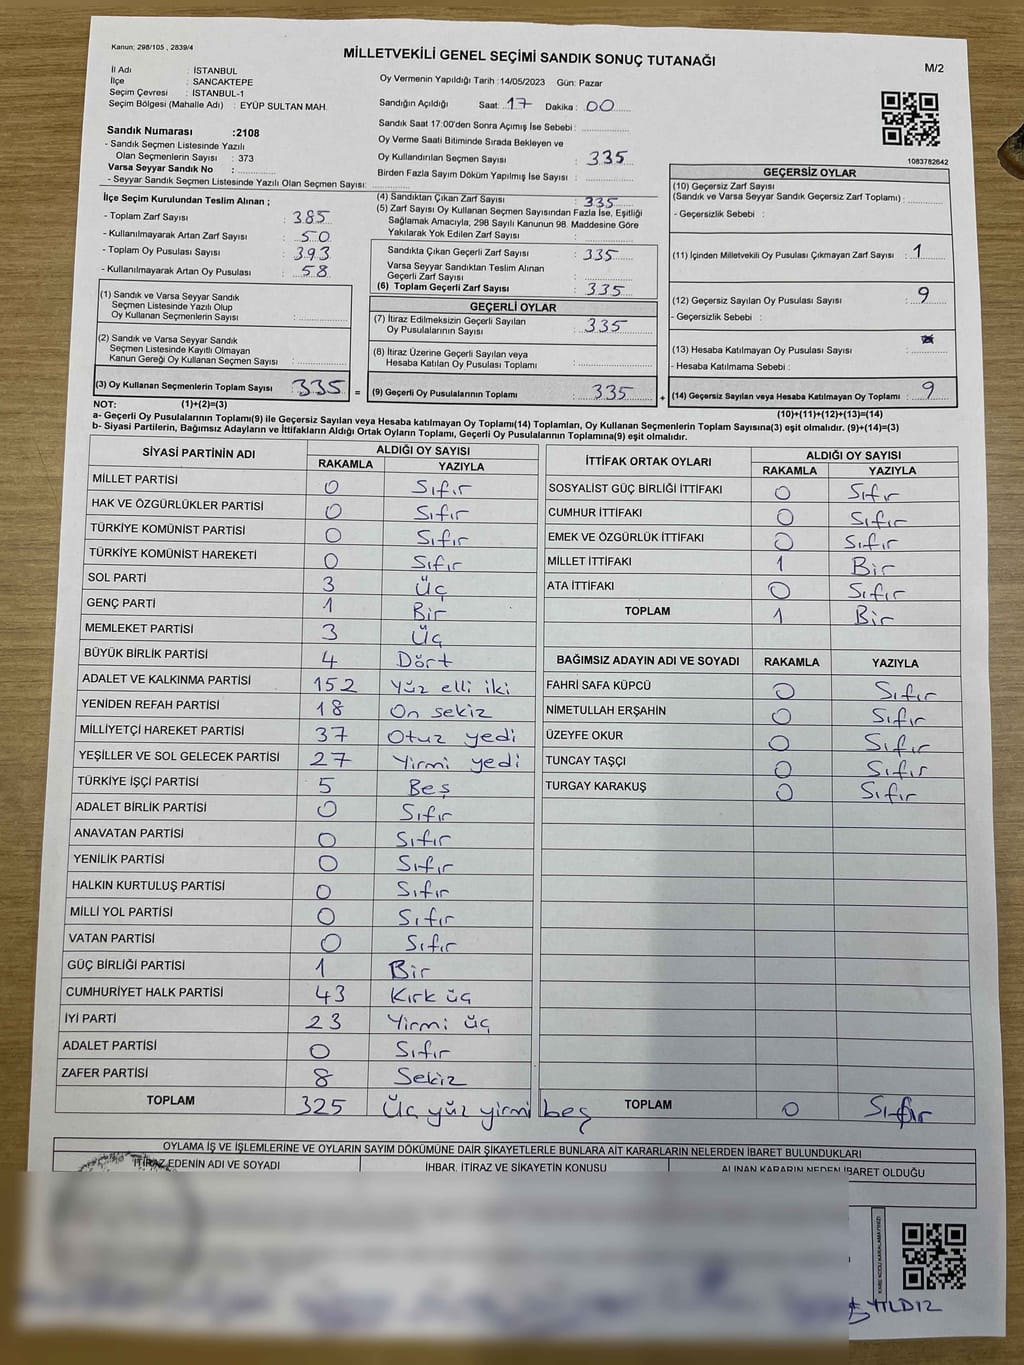 Kanun; 298/105 , 2839/4
MİLLETVEKİLİ GENEL SEÇİMİ SANDIK SONUÇ TUTANAĞI
M/2
İl Adı : İSTANBUL
İlçe : SANCAKTEPE
Seçim Çevresi : İSTANBUL-1
Seçim Bölgesi (Mahalle Adı) : EYÜP SULTAN MAH.
Oy Vermenin Yapıldığı Tarih :14/05/2023 Gün: Pazar
Sandığın Açıldığı Saat: 17 Dakika: 00
Sandık Saat 17:00'den Sonra Açımış İse Sebebi:
Oy Verme Saati Bitiminde Sırada Bekleyen ve
Oy Kullandırılan Seçmen Sayısı : 335
Birden Fazla Sayım Döküm Yapılmış İse Sayısı :
1083782642
Sandık Numarası :2108
- Sandık Seçmen Listesinde Yazılı
Olan Seçmenlerin Sayısı : 373
Varsa Seyyar Sandık No :
- Seyyar Sandık Seçmen Listesinde Yazılı Olan Seçmen Sayısı:
İlçe Seçim Kurulundan Teslim Alınan ;
- Toplam Zarf Sayısı : 385
- Kullanılmayarak Artan Zarf Sayısı : 50
- Toplam Oy Pusulası Sayısı : 393
- Kullanılmayarak Artan Oy Pusulası : 58
(1) Sandık ve Varsa Seyyar Sandık
Seçmen Listesinde Yazılı Olup
Oy Kullanan Seçmenlerin Sayısı :
(2) Sandık ve Varsa Seyyar Sandık
Seçmen Listesinde Kayıtlı Olmayan
Kanun Gereği Oy Kullanan Seçmen Sayısı :
(3) Oy Kullanan Seçmenlerin Toplam Sayısı : 335 =
(4) Sandıktan Çıkan Zarf Sayısı : 335
(5) Zarf Sayısı Oy Kullanan Seçmen Sayısından Fazla İse, Eşitliği
Sağlamak Amacıyla, 298 Sayılı Kanunun 98. Maddesine Göre
Yakılarak Yok Edilen Zarf Sayısı :
Sandıkta Çıkan Geçerli Zarf Sayısı : 335
Varsa Seyyar Sandıktan Teslim Alınan
Geçerli Zarf Sayısı :
(6) Toplam Geçerli Zarf Sayısı : 335
GEÇERLİ OYLAR
(7) İtiraz Edilmeksizin Geçerli Sayılan
Oy Pusulalarının Sayısı : 335
(8) İtiraz Üzerine Geçerli Sayılan veya
Hesaba Katılan Oy Pusulası Toplamı :
(9) Geçerli Oy Pusulalarının Toplamı : 335 +
GEÇERSİZ OYLAR
(10) Geçersiz Zarf Sayısı
(Sandık ve Varsa Seyyar Sandık Geçersiz Zarf Toplamı) :
- Geçersizlik Sebebi :
(11) İçinden Milletvekili Oy Pusulası Çıkmayan Zarf Sayısı : 1
(12) Geçersiz Sayılan Oy Pusulası Sayısı : 9
- Geçersizlik Sebebi :
(13) Hesaba Katılmayan Oy Pusulası Sayısı :
- Hesaba Katılmama Sebebi :
(14) Geçersiz Sayılan veya Hesaba Katılmayan Oy Toplamı : 9
NOT: (1)+(2)=(3)
(10)+(11)+(12)+(13)=(14)
a- Geçerli Oy Pusulalarının Toplamı(9) ile Geçersiz Sayılan veya Hesaba katılmayan Oy Toplamı(14) Toplamları, Oy Kullanan Seçmenlerin Toplam Sayısına(3) eşit olmalıdır. (9)+(14)=(3)
b- Siyasi Partilerin, Bağımsız Adayların ve İttifakların Aldığı Ortak Oyların Toplamı, Geçerli Oy Pusulalarının Toplamına(9) eşit olmalıdır.
SİYASİ PARTİNİN ADI ALDIĞI OY SAYISI
RAKAMLA YAZIYLA
MİLLET PARTİSİ 0 Sıfır
HAK VE ÖZGÜRLÜKLER PARTİSİ 0 Sıfır
TÜRKİYE KOMÜNİST PARTİSİ 0 Sıfır
TÜRKİYE KOMÜNİST HAREKETİ 0 Sıfır
SOL PARTİ 3 Üç
GENÇ PARTİ 1 Bir
MEMLEKET PARTİSİ 3 Üç
BÜYÜK BİRLİK PARTİSİ 4 Dört
ADALET VE KALKINMA PARTİSİ 152 Yüz elli iki
YENİDEN REFAH PARTİSİ 18 On sekiz
MİLLİYETÇİ HAREKET PARTİSİ 37 Otuz yedi
YEŞİLLER VE SOL GELECEK PARTİSİ 27 Yirmi yedi
TÜRKİYE İŞÇİ PARTİSİ 5 Beş
ADALET BİRLİK PARTİSİ 0 Sıfır
ANAVATAN PARTİSİ 0 Sıfır
YENİLİK PARTİSİ 0 Sıfır
HALKIN KURTULUŞ PARTİSİ 0 Sıfır
MİLLİ YOL PARTİSİ 0 Sıfır
VATAN PARTİSİ 0 Sıfır
GÜÇ BİRLİĞİ PARTİSİ 1 Bir
CUMHURİYET HALK PARTİSİ 43 Kırk üç
İYİ PARTİ 23 Yirmi üç
ADALET PARTİSİ 0 Sıfır
ZAFER PARTİSİ 8 Sekiz
TOPLAM 325 Üç yüz yirmi beş
İTTİFAK ORTAK OYLARI ALDIĞI OY SAYISI
RAKAMLA YAZIYLA
SOSYALİST GÜÇ BİRLİĞİ İTTİFAKI 0 Sıfır
CUMHUR İTTİFAKI 0 Sıfır
EMEK VE ÖZGÜRLÜK İTTİFAKI 0 Sıfır
MİLLET İTTİFAKI 1 Bir
ATA İTTİFAKI 0 Sıfır
TOPLAM 1 Bir
BAĞIMSIZ ADAYIN ADI VE SOYADI RAKAMLA YAZIYLA
FAHRİ SAFA KÜPCÜ 0 Sıfır
NİMETULLAH ERŞAHİN 0 Sıfır
ÜZEYFE OKUR 0 Sıfır
TUNCAY TAŞÇI 0 Sıfır
TURGAY KARAKUŞ 0 Sıfır
TOPLAM 0 Sıfır
OYLAMA İŞ VE İŞLEMLERİNE VE OYLARIN SAYIM DÖKÜMÜNE DAİR ŞİKAYETLERLE BUNLARA AİT KARARLARIN NELERDEN İBARET BULUNDUKLARI
İTİRAZ EDENİN ADI VE SOYADI İHBAR, İTİRAZ VE ŞİKAYETİN KONUSU ALINAN KARARIN NEDEN İBARET OLDUĞU
KARE KODU KARALAMAYINIZ!
YILDIZ